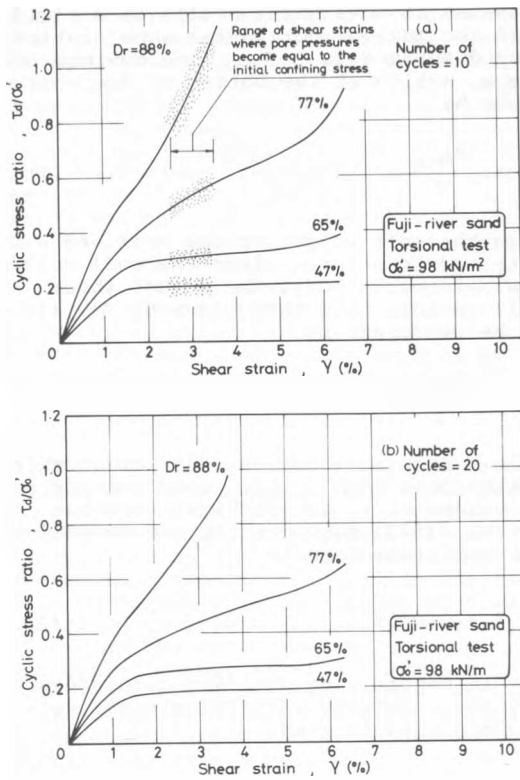 (a)
Number of
cycles = 10
Dr= 88%
Range of shear strains
where pore pressures
become equal to the
initial confining stress
77%
65%
47%
Fuji-river sand
Torsional test
σo' = 98 kN/m²
Cyclic stress ratio , τd/σo'
1·2
1·0
0.8
0.6
0.4
0.2
0
0 1 2 3 4 5 6 7 8 9 10
Shear strain , γ (%)
(b) Number of
cycles = 20
Dr= 88%
77%
65%
47%
Fuji-river sand
Torsional test
σo' = 98 kN/m
Cyclic stress ratio , τd/σo'
1·2
1.0
0.8
0.6
0.4
0.2
0 1 2 3 4 5 6 7 8 9 10
Shear strain , γ (%)